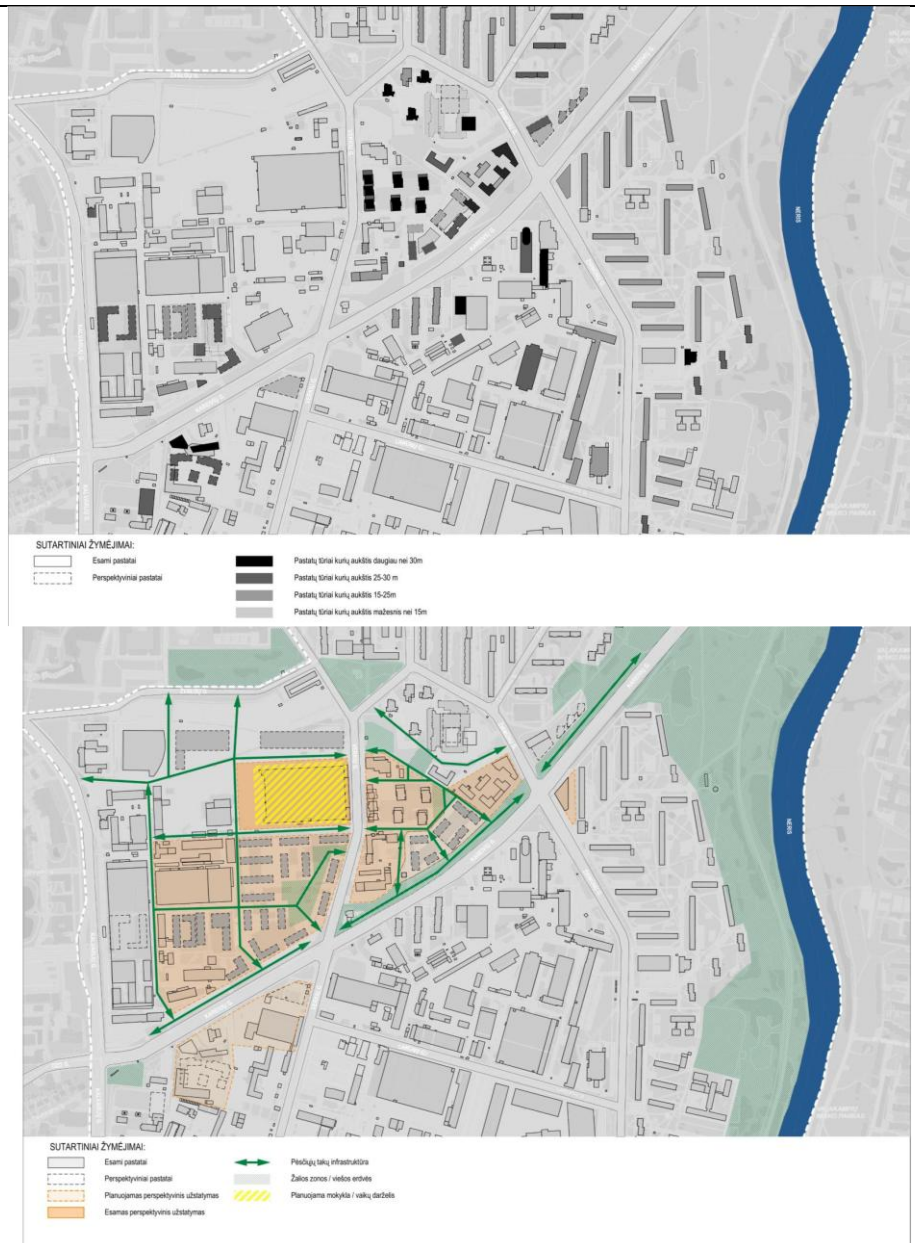 NERIS
SUTARTINIAI ŽYMĖJIMAI:
Esami pastatai
Perspektyviniai pastatai
Pastatų tūriai kurių aukštis daugiau nei 30m
Pastatų tūriai kurių aukštis 25-30 m
Pastatų tūriai kurių aukštis 15-25m
Pastatų tūriai kurių aukštis mažesnis nei 15m
NERIS
SUTARTINIAI ŽYMĖJIMAI:
Esami pastatai
Perspektyviniai pastatai
Planuojamas perspektyvinis užstatymas
Esamas perspektyvinis užstatymas
Pėsčiųjų takų infrastruktūra
Žalios zonos / viešos erdvės
Planuojama mokykla / vaikų darželis